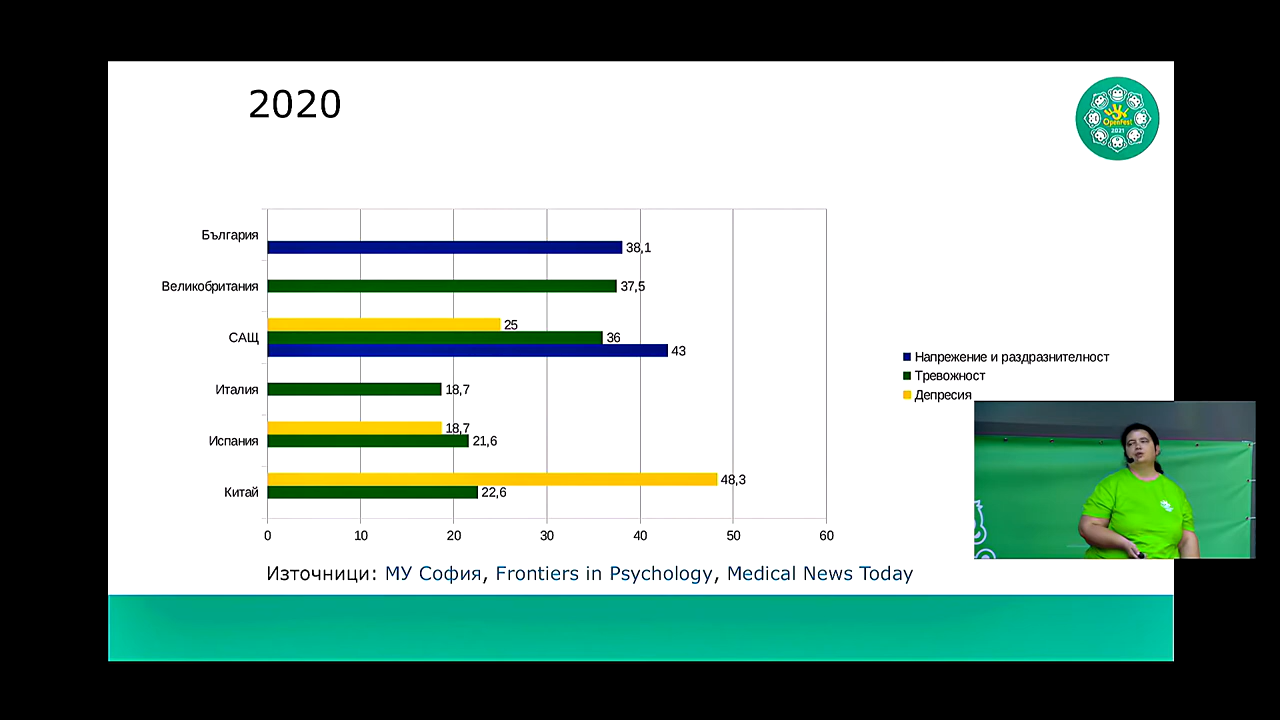 2020
OpenFest
2021
България
38,1
Великобритания
37,5
САЩ
25
36
43
Италия
18,7
Испания
18,7
21,6
Китай
48,3
22,6
0 10 20 30 40 50 60
Напрежение и раздразнителност
Тревожност
Депресия
Източници: МУ София, Frontiers in Psychology, Medical News Today